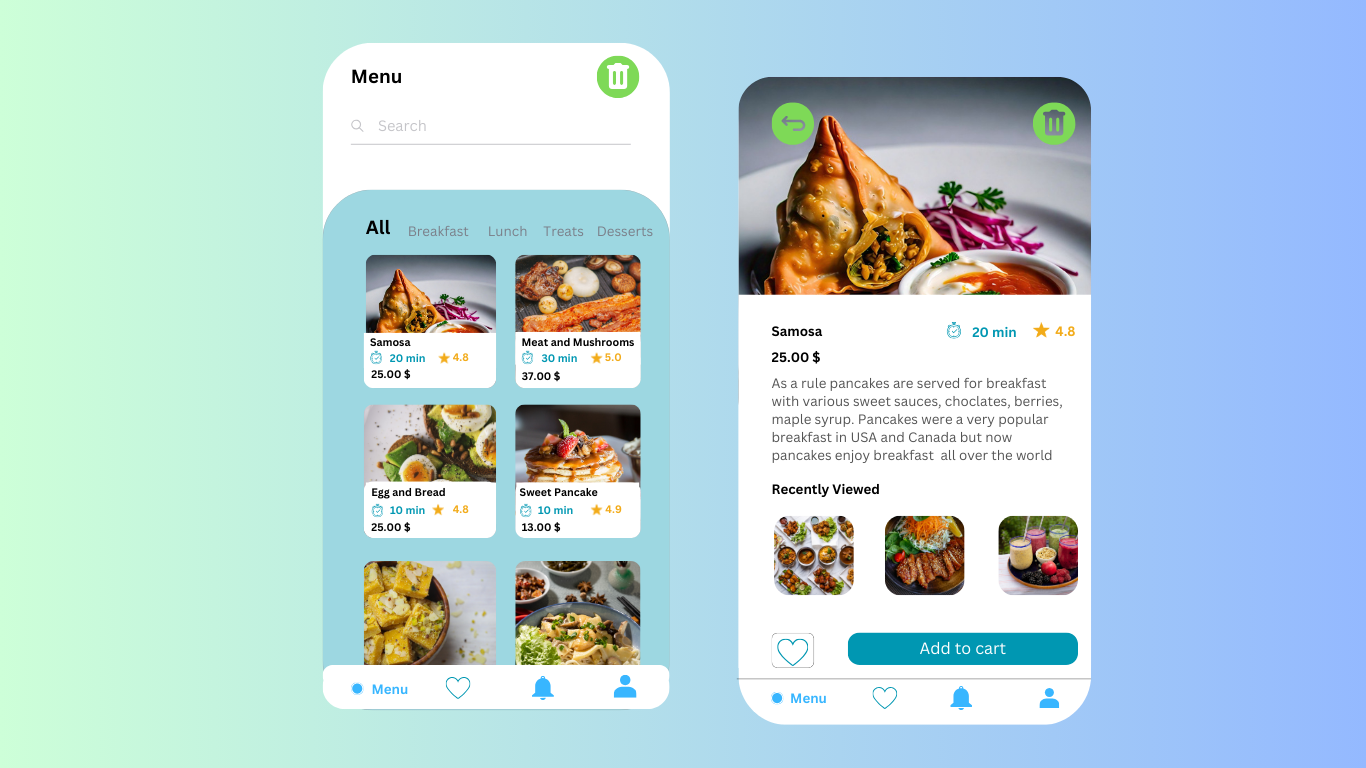 Menu
Search
All Breakfast Lunch Treats Desserts
Samosa
20 min 4.8
25.00 $
Meat and Mushrooms
30 min 5.0
37.00 $
Egg and Bread
10 min 4.8
25.00 $
Sweet Pancake
10 min 4.9
13.00 $
Menu
Samosa 20 min 4.8
25.00 $
As a rule pancakes are served for breakfast
with various sweet sauces, choclates, berries,
maple syrup. Pancakes were a very popular
breakfast in USA and Canada but now
pancakes enjoy breakfast  all over the world
Recently Viewed
Add to cart
Menu